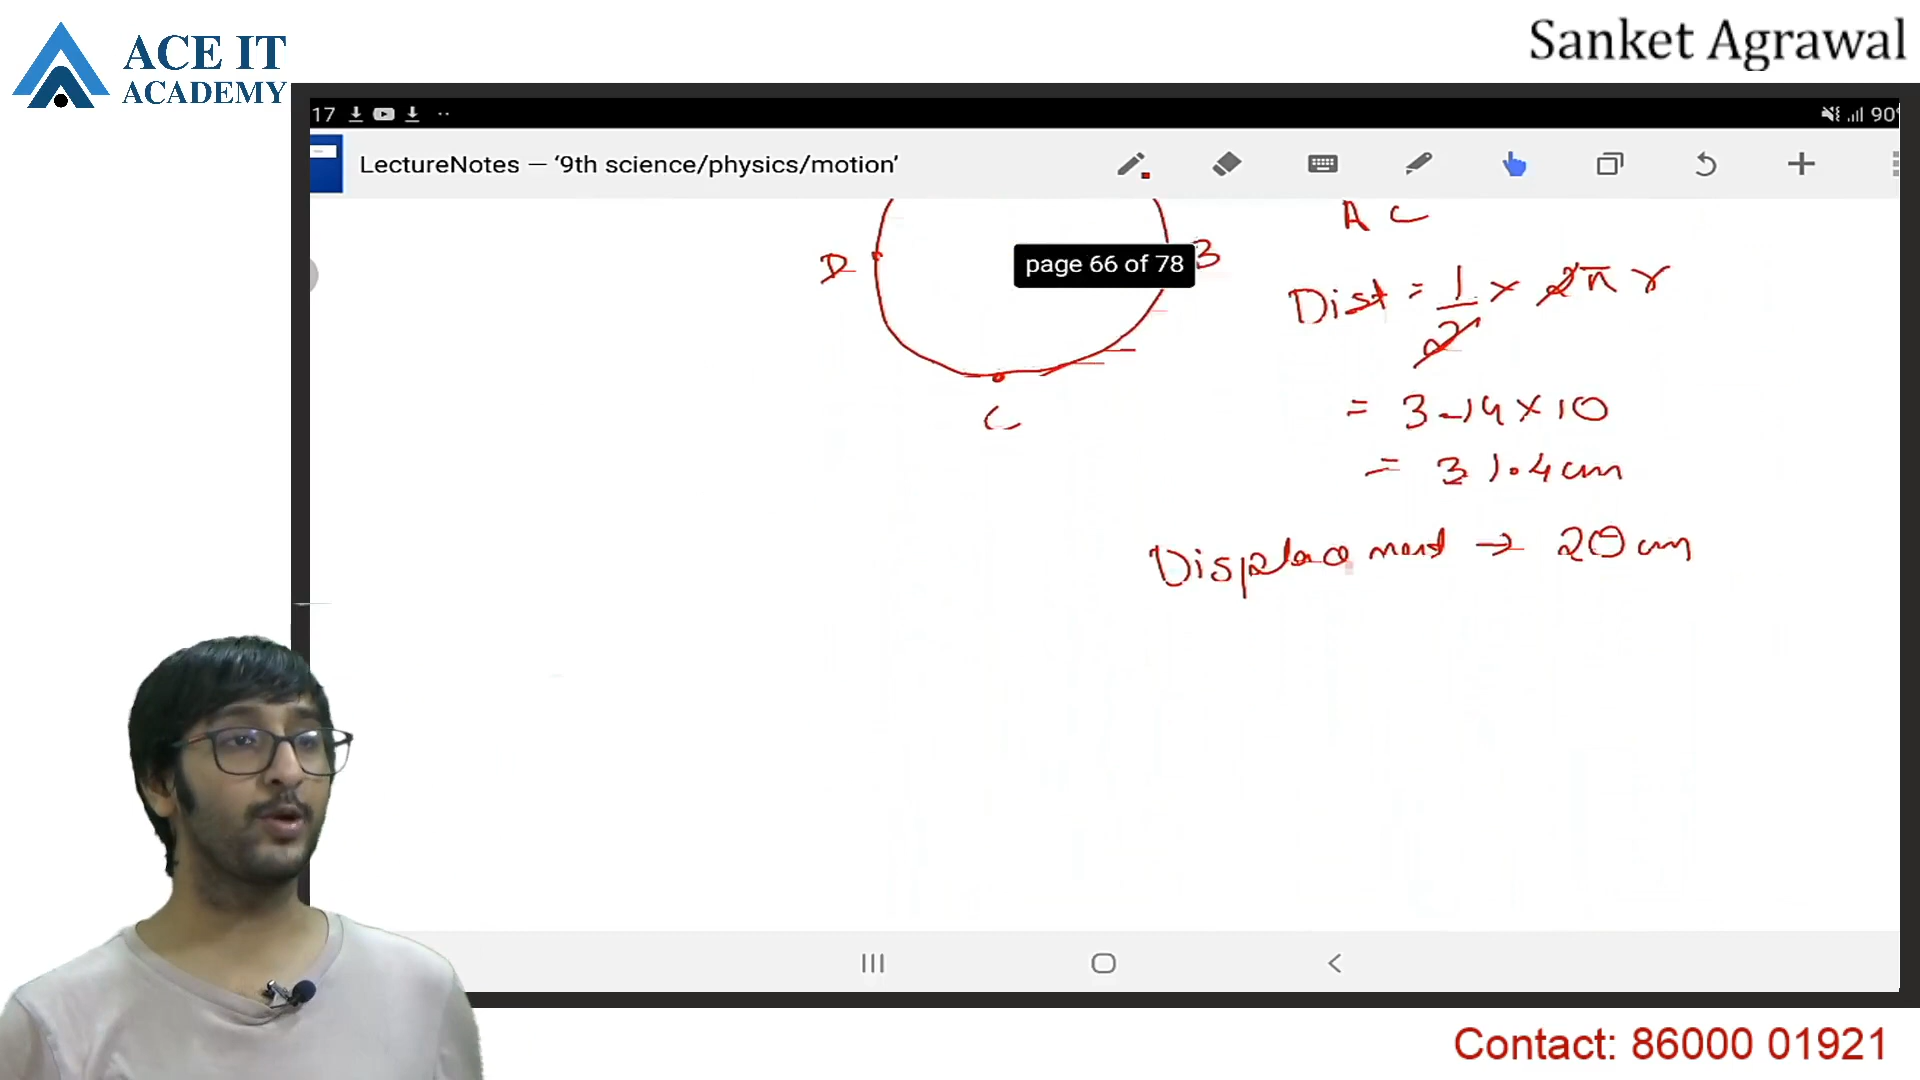 ACE IT
ACADEMY
Sanket Agrawal
17
90%
LectureNotes — ‘9th science/physics/motion’
A C
D
page 66 of 78
B
Dist = 1/2 × 2π r
C
= 3.14 × 10
= 31.4 cm
Displacement → 20 cm
Contact: 86000 01921